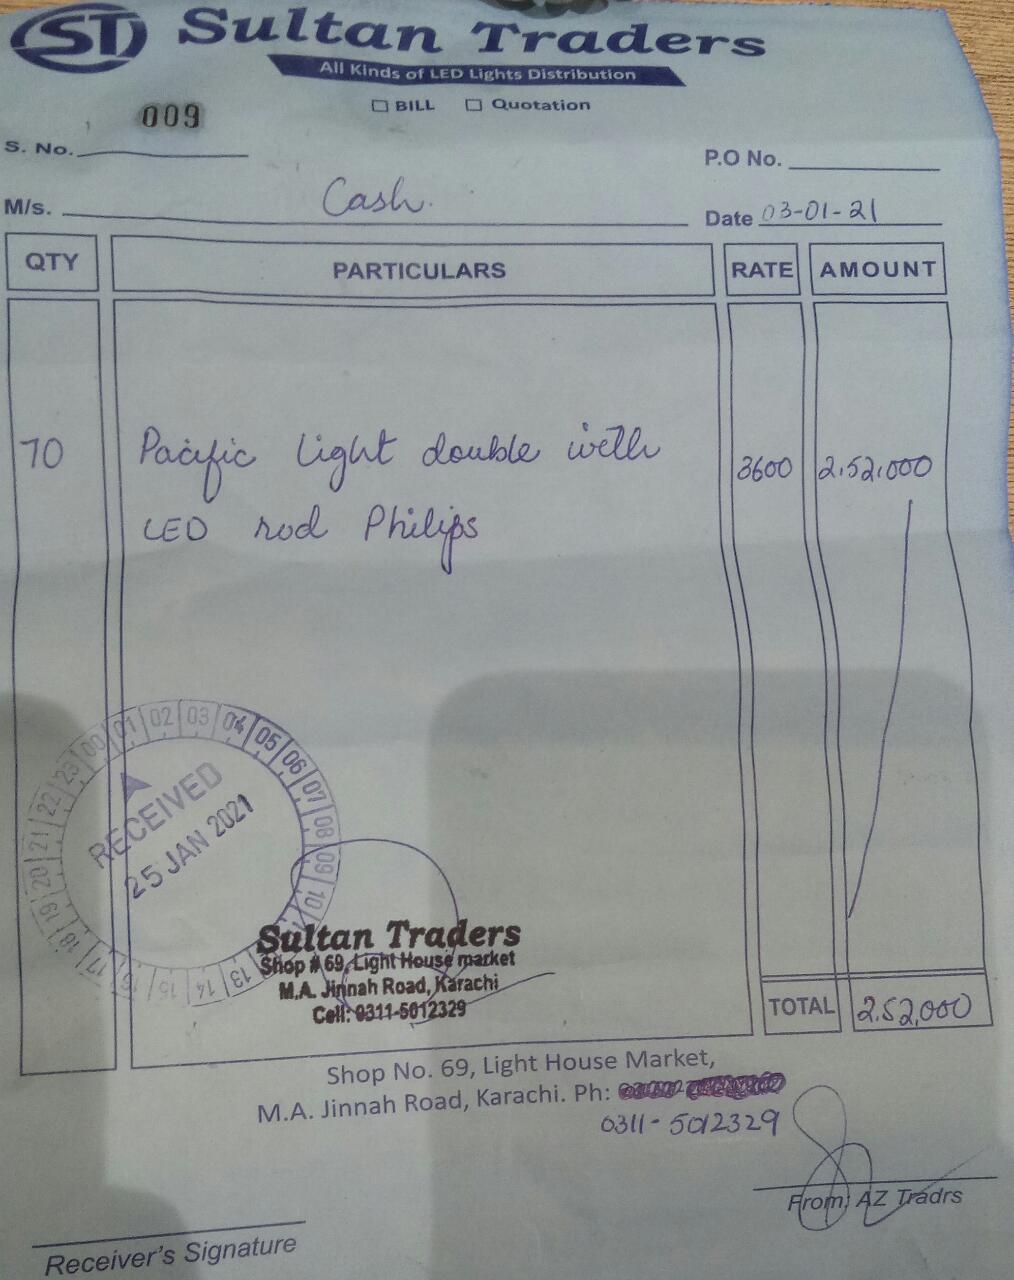 ST Sultan Traders
All Kinds of LED Lights Distribution
BILL Quotation
009
S. No.
P.O No.
M/s. Cash.
Date 03-01-21
QTY PARTICULARS RATE AMOUNT
70 Pacific light double with 3600 2,52,000
LED rod Philips
00 01 02 03 04 05 06 07 08 09 10 13 14 15 16 17 18 19 20 21 22 23
RECEIVED
25 JAN 2021
Sultan Traders
Shop # 69, Light House market
M.A. Jinnah Road, Karachi
Cell: 0311-5012329
TOTAL 2,52,000
Shop No. 69, Light House Market,
M.A. Jinnah Road, Karachi. Ph:
0311-5012329
From: AZ Tradrs
Receiver's Signature